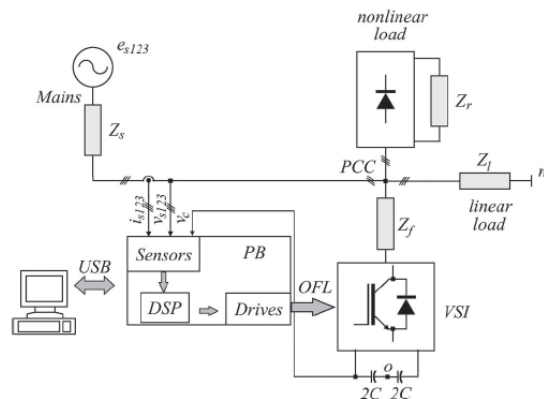 e_s123
nonlinear
load
Mains
Z_s
Z_r
PCC
Z_l
n
linear
load
i_s123
v_s123
v_c
Z_f
Sensors
PB
USB
OFL
DSP
Drives
VSI
o
2C
2C